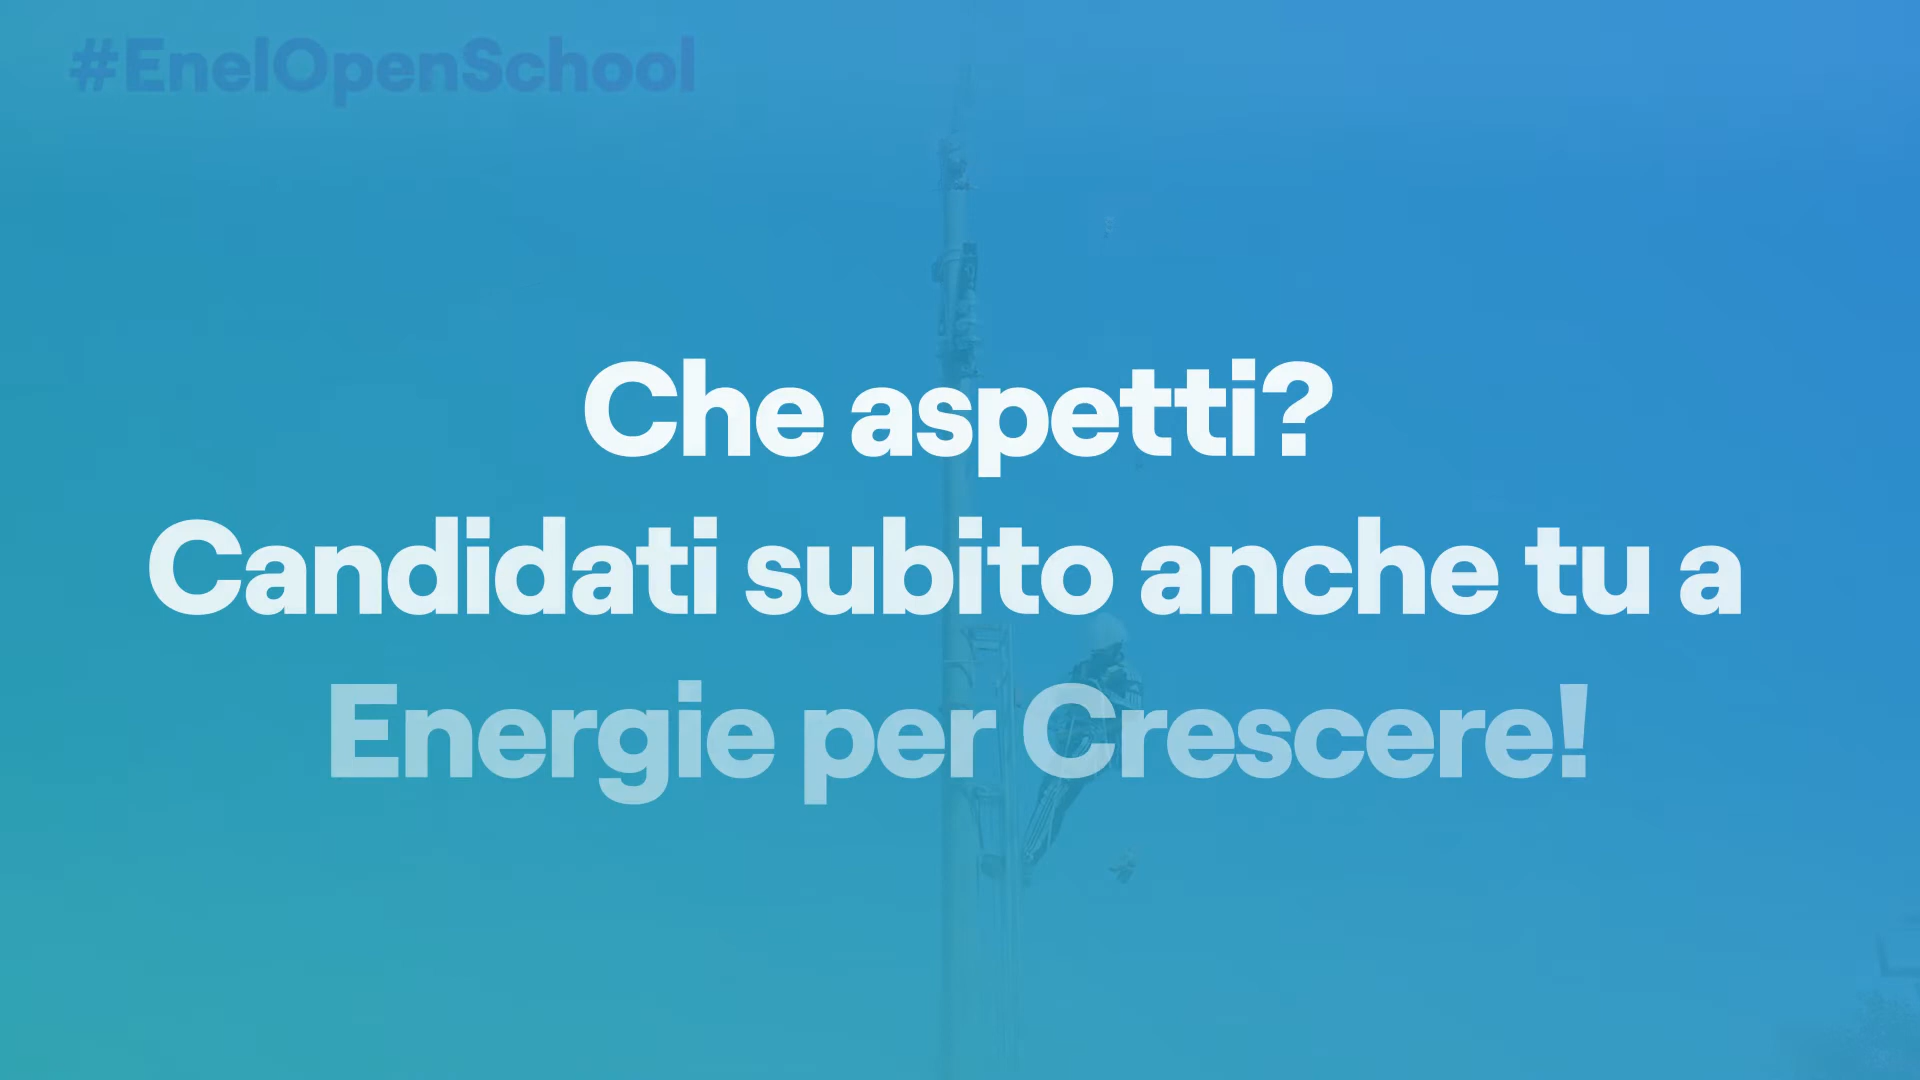 #EnelOpenSchool
Che aspetti?
Candidati subito anche tu a
Energie per Crescere!